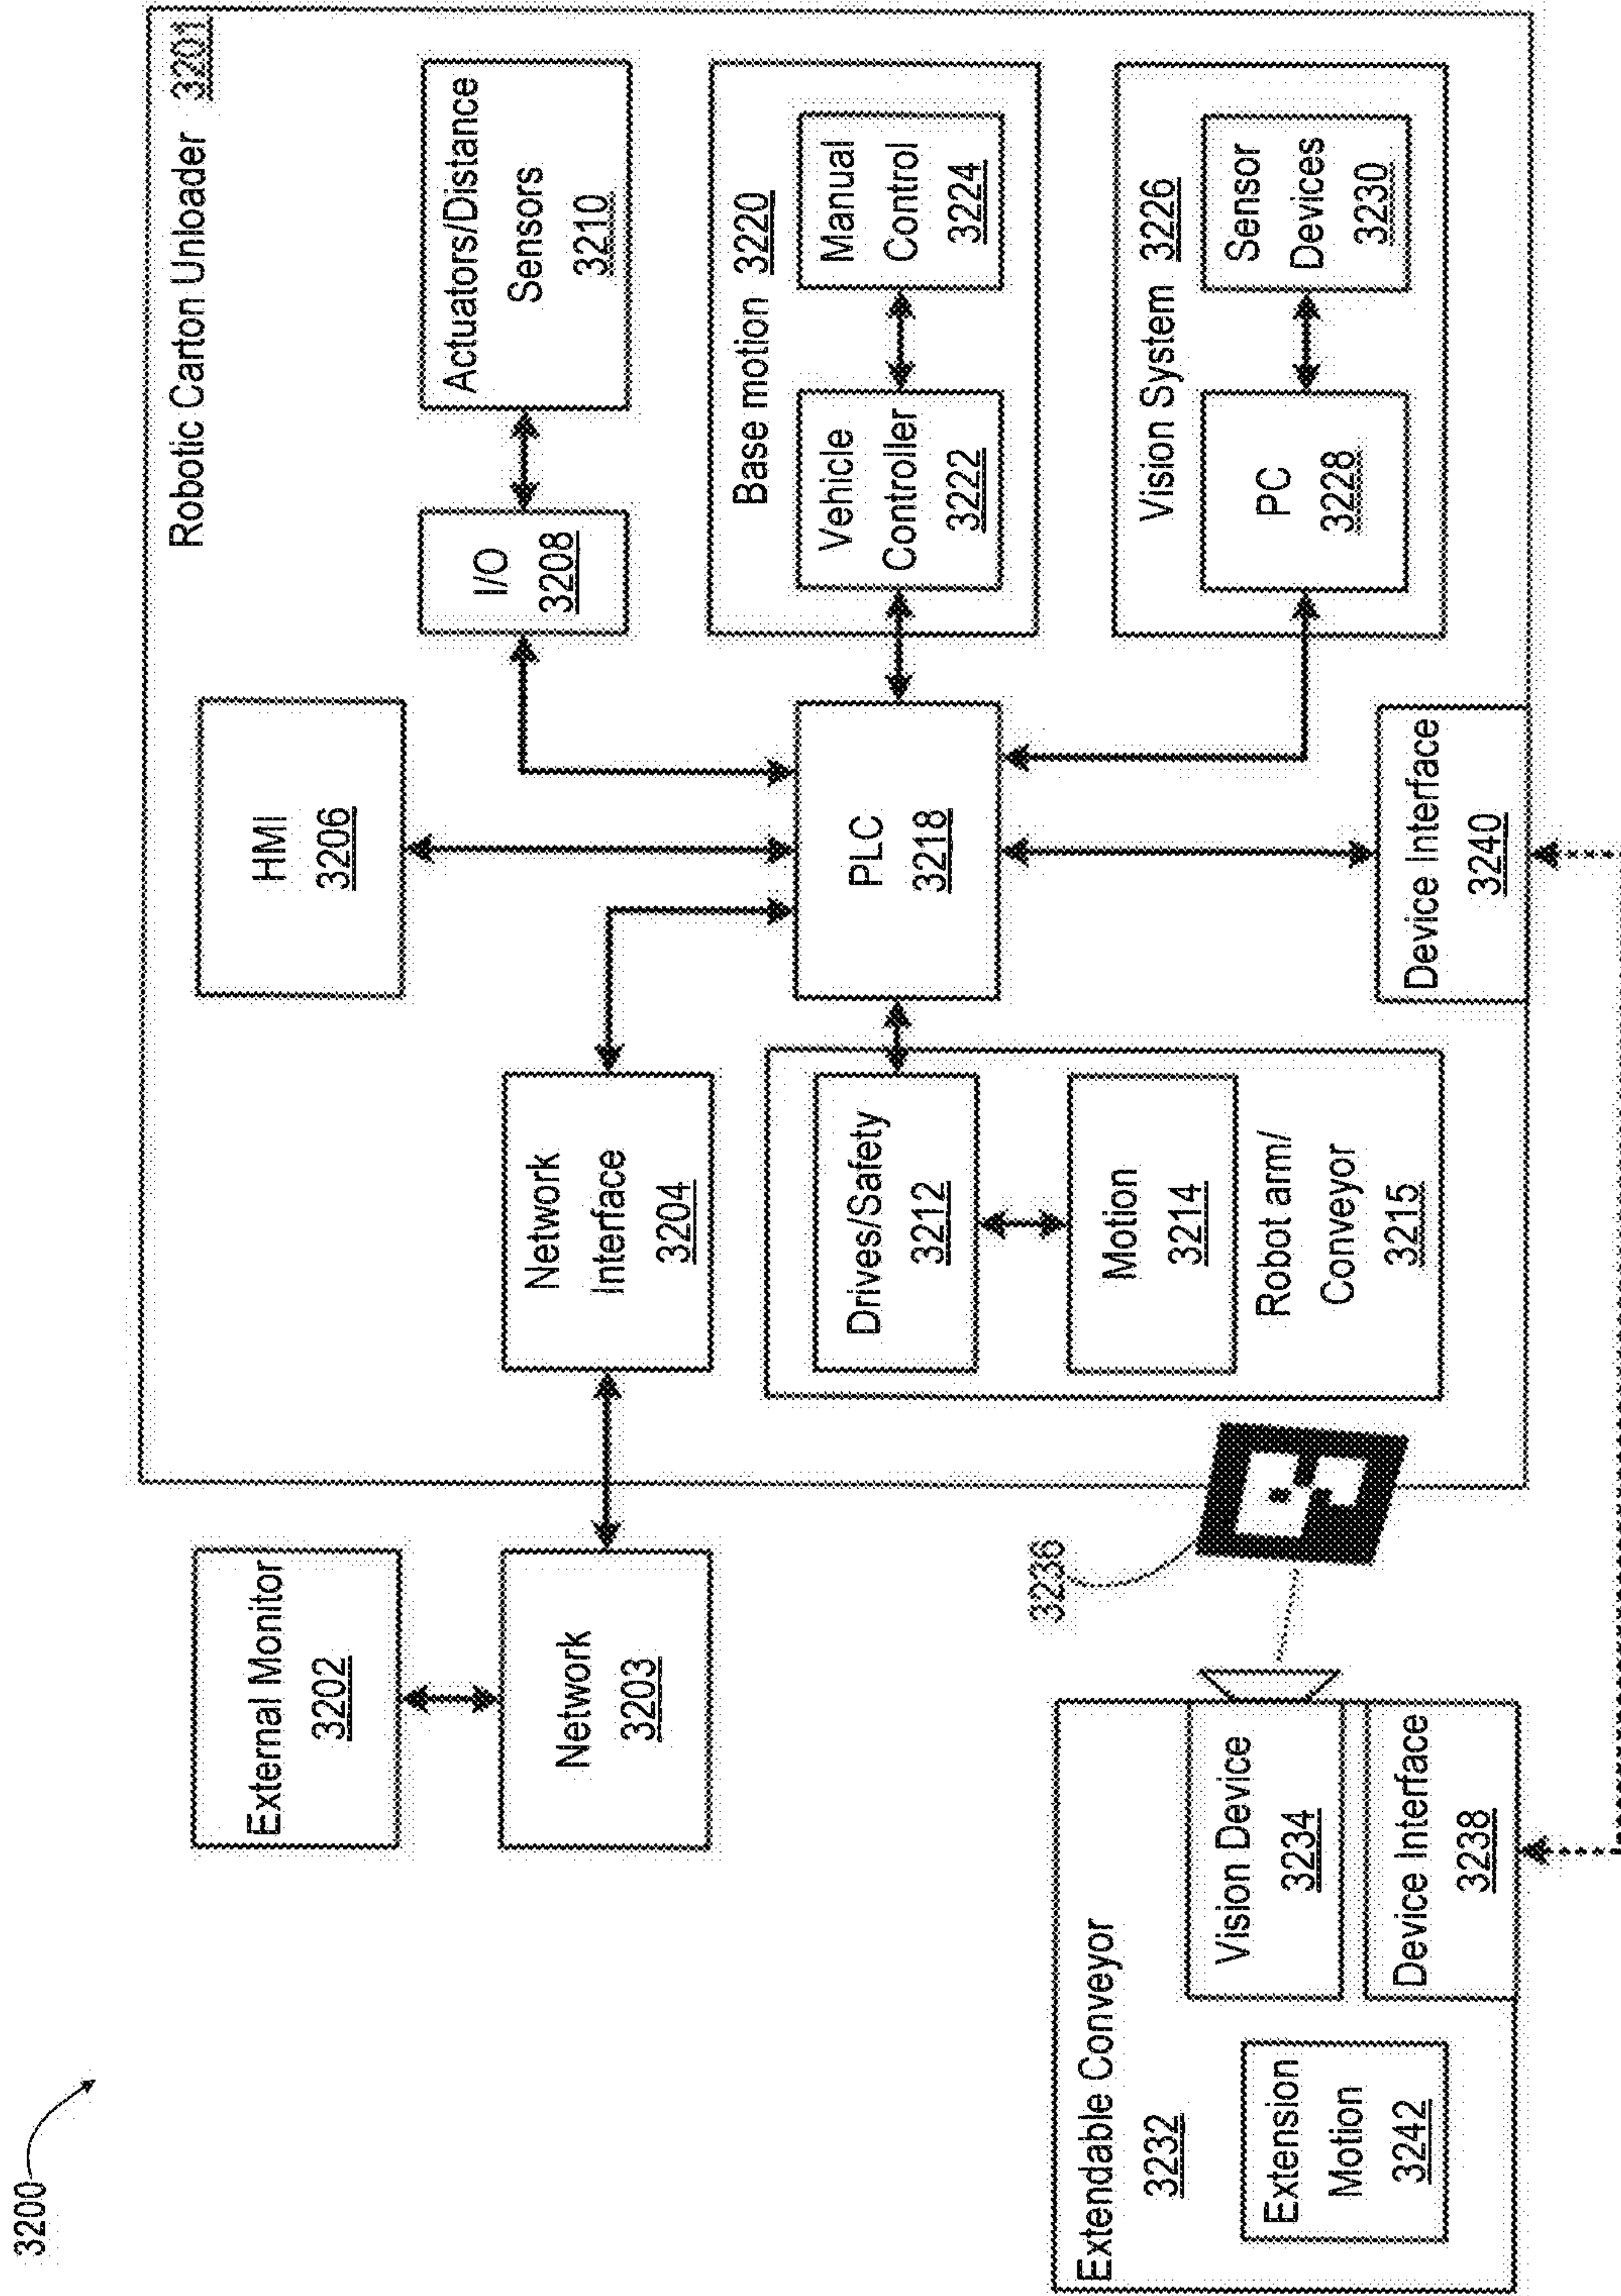 3200
Robotic Carton Unloader 3201
External Monitor
3202
HMI
3206
Actuators/Distance
Sensors
3210
I/O
3208
Network
3203
Network
Interface
3204
Base motion 3220
Vehicle
Controller
3222
Manual
Control
3224
PLC
3218
Drives/Safety
3212
Motion
3214
Robot arm/
Conveyor
3215
Vision System 3226
PC
3228
Sensor
Devices
3230
Device Interface
3240
3236
Extendable Conveyor
3232
Vision Device
3234
Device Interface
3238
Extension
Motion
3242